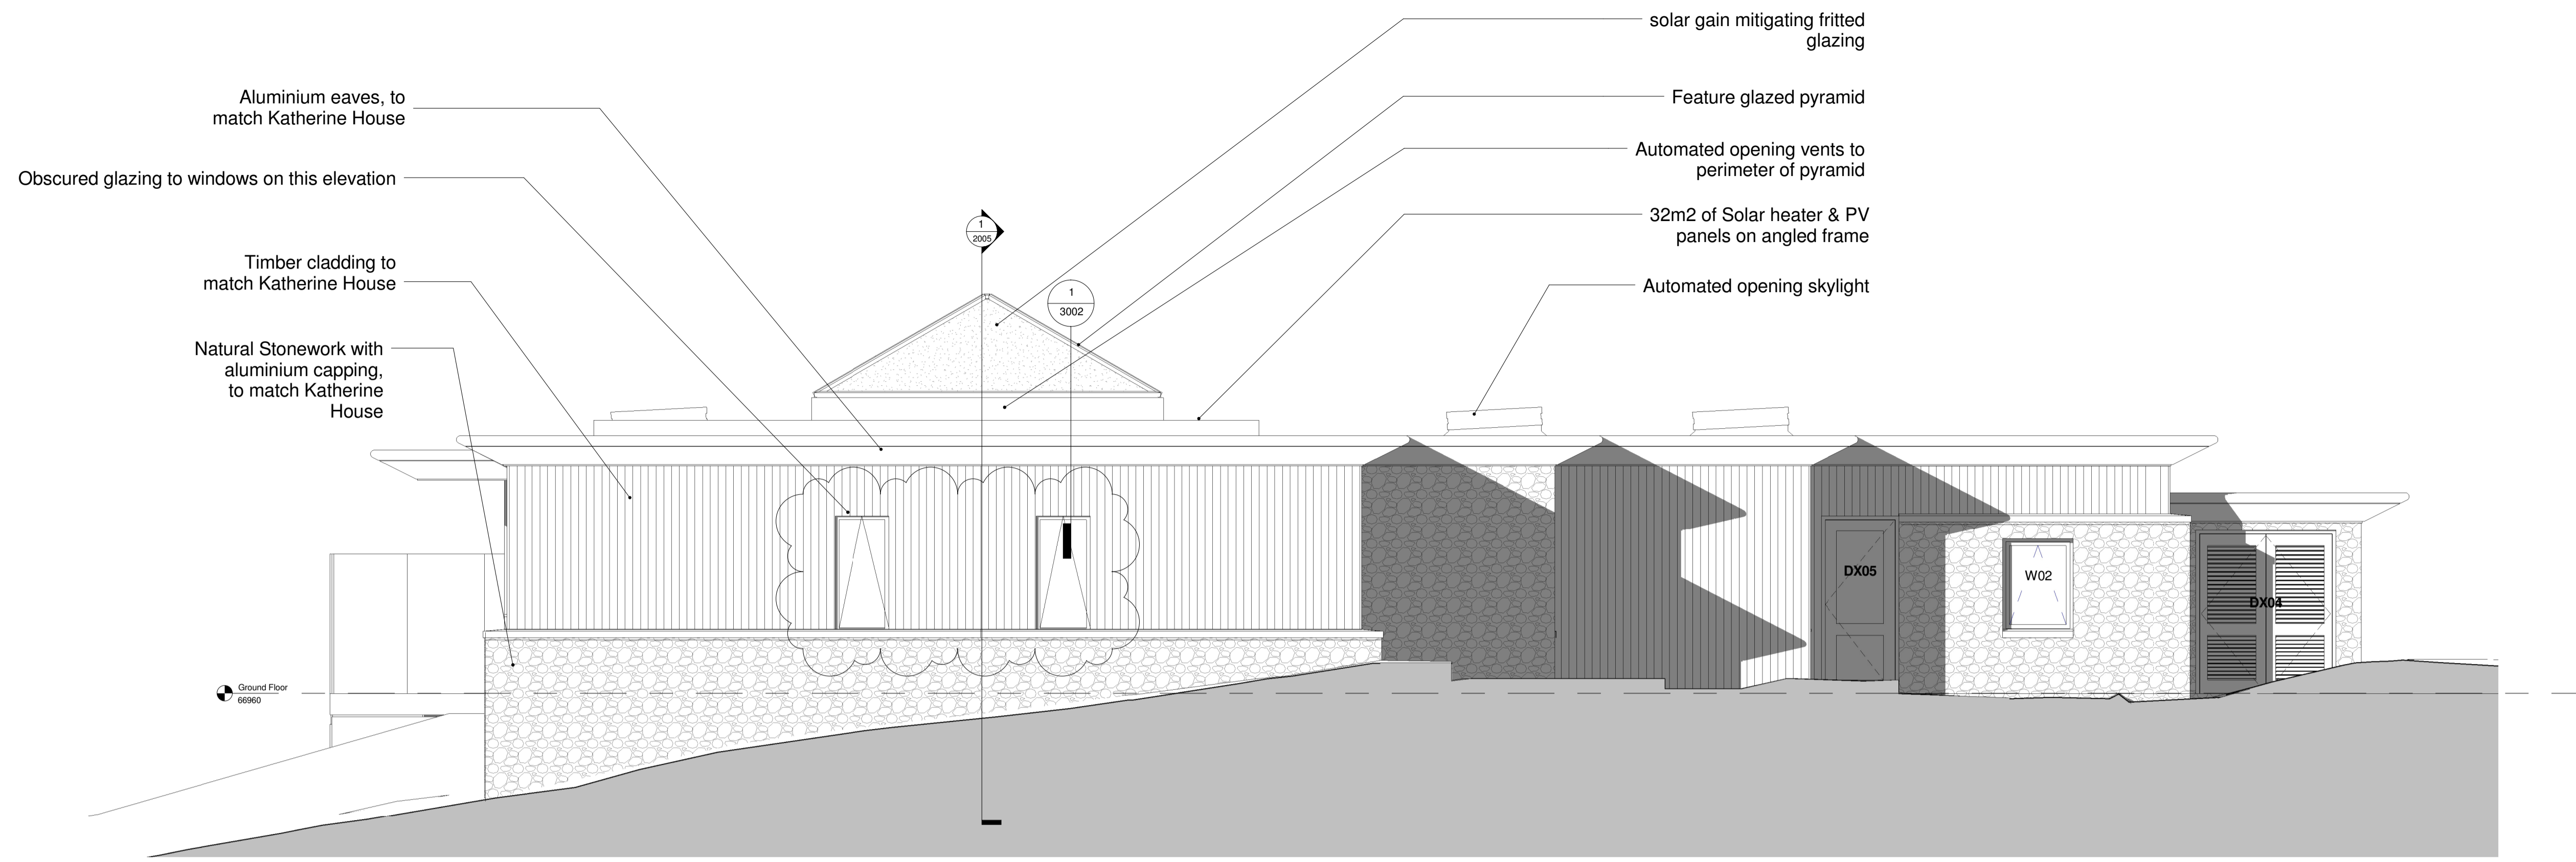 solar gain mitigating fritted
glazing
Aluminium eaves, to
match Katherine House
Feature glazed pyramid
Automated opening vents to
perimeter of pyramid
Obscured glazing to windows on this elevation
32m2 of Solar heater & PV
panels on angled frame
1
2005
Timber cladding to
match Katherine House
Automated opening skylight
1
3002
Natural Stonework with
aluminium capping,
to match Katherine
House
DX05
W02
DX04
Ground Floor
66960